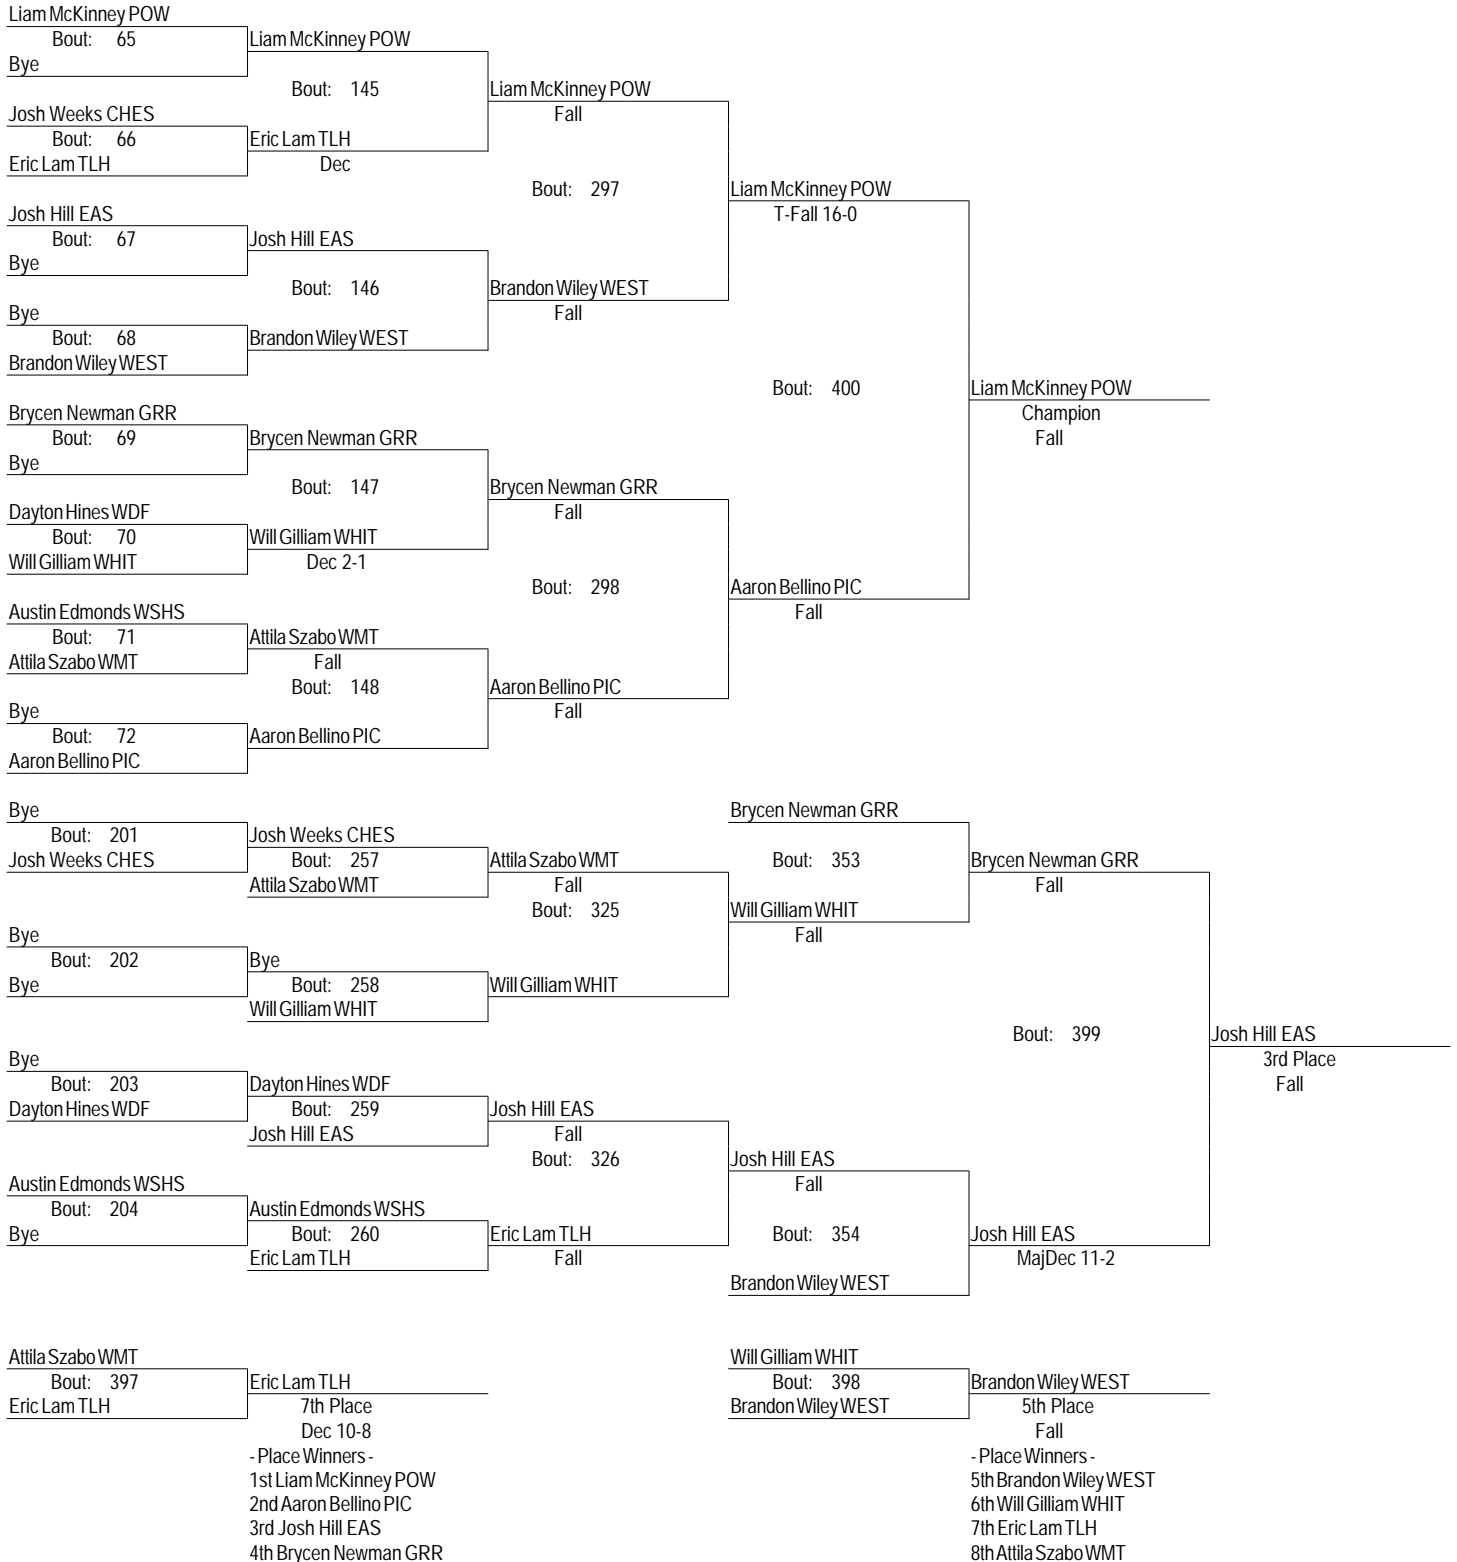 Liam McKinney POW
Bout: 65
Liam McKinney POW
Bye
Bout: 145
Liam McKinney POW
Josh Weeks CHES
Fall
Bout: 66
Eric Lam TLH
Eric Lam TLH
Dec
Bout: 297
Liam McKinney POW
Josh Hill EAS
T-Fall 16-0
Bout: 67
Josh Hill EAS
Bye
Bout: 146
Brandon Wiley WEST
Bye
Fall
Bout: 68
Brandon Wiley WEST
Brandon Wiley WEST
Bout: 400
Liam McKinney POW
Brycen Newman GRR
Champion
Bout: 69
Brycen Newman GRR
Fall
Bye
Bout: 147
Brycen Newman GRR
Dayton Hines WDF
Fall
Bout: 70
Will Gilliam WHIT
Will Gilliam WHIT
Dec 2-1
Bout: 298
Aaron Bellino PIC
Austin Edmonds WSHS
Fall
Bout: 71
Attila Szabo WMT
Attila Szabo WMT
Fall
Bout: 148
Aaron Bellino PIC
Bye
Fall
Bout: 72
Aaron Bellino PIC
Aaron Bellino PIC
Bye
Brycen Newman GRR
Bout: 201
Josh Weeks CHES
Josh Weeks CHES
Bout: 257
Attila Szabo WMT
Bout: 353
Brycen Newman GRR
Attila Szabo WMT
Fall
Fall
Bout: 325
Will Gilliam WHIT
Bye
Fall
Bout: 202
Bye
Bye
Bout: 258
Will Gilliam WHIT
Will Gilliam WHIT
Bout: 399
Josh Hill EAS
Bye
3rd Place
Bout: 203
Dayton Hines WDF
Fall
Dayton Hines WDF
Bout: 259
Josh Hill EAS
Josh Hill EAS
Fall
Bout: 326
Josh Hill EAS
Austin Edmonds WSHS
Fall
Bout: 204
Austin Edmonds WSHS
Bye
Bout: 260
Eric Lam TLH
Bout: 354
Josh Hill EAS
Eric Lam TLH
Fall
MajDec 11-2
Brandon Wiley WEST
Attila Szabo WMT
Will Gilliam WHIT
Bout: 397
Eric Lam TLH
Bout: 398
Brandon Wiley WEST
Eric Lam TLH
7th Place
Brandon Wiley WEST
5th Place
Dec 10-8
Fall
- Place Winners -
- Place Winners -
1st Liam McKinney POW
5th Brandon Wiley WEST
2nd Aaron Bellino PIC
6th Will Gilliam WHIT
3rd Josh Hill EAS
7th Eric Lam TLH
4th Brycen Newman GRR
8th Attila Szabo WMT